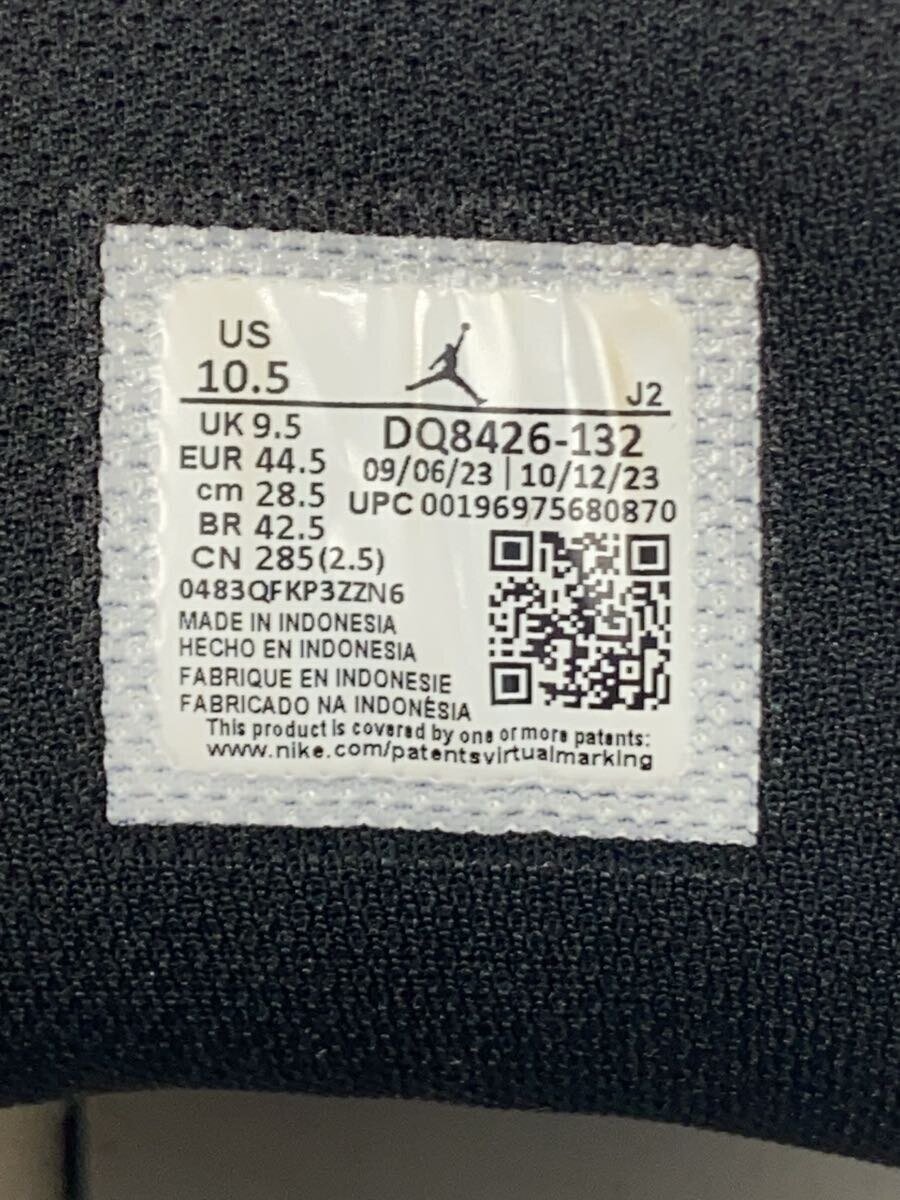 US
10.5
J2
UK 9.5
EUR 44.5
cm 28.5
BR 42.5
CN 285(2.5)
DQ8426-132
09/06/23 | 10/12/23
UPC 00196975680870
0483QFKP3ZZN6
MADE IN INDONESIA
HECHO EN INDONESIA
FABRIQUE EN INDONESIE
FABRICADO NA INDONÉSIA
This product is covered by one or more patents:
www.nike.com/patentsvirtualmarking